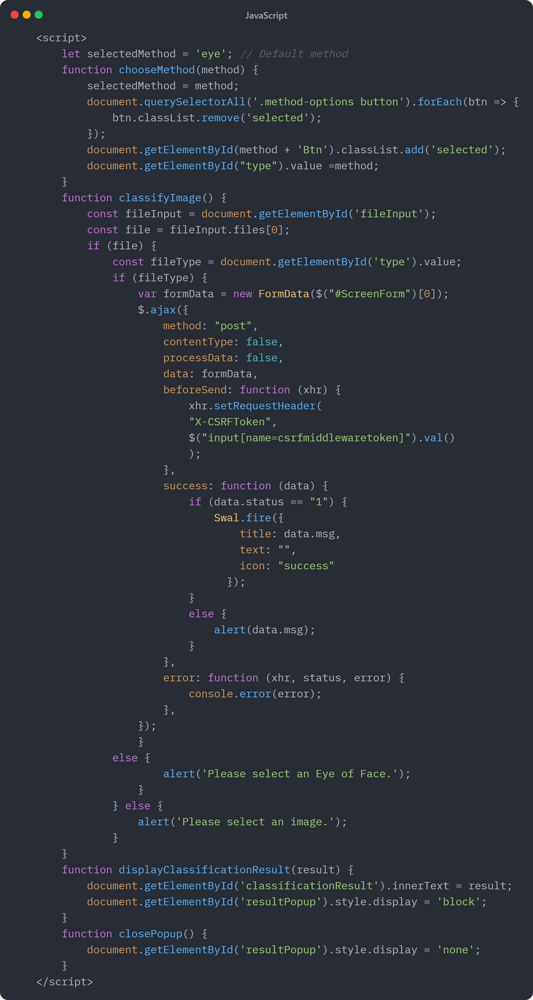 JavaScript
<script>
    let selectedMethod = 'eye'; // Default method
    function chooseMethod(method) {
        selectedMethod = method;
        document.querySelectorAll('.method-options button').forEach(btn => {
            btn.classList.remove('selected');
        });
        document.getElementById(method + 'Btn').classList.add('selected');
        document.getElementById("type").value =method;
    }
    function classifyImage() {
        const fileInput = document.getElementById('fileInput');
        const file = fileInput.files[0];
        if (file) {
            const fileType = document.getElementById('type').value;
            if (fileType) {
                var formData = new FormData($("#ScreenForm")[0]);
                $.ajax({
                    method: "post",
                    contentType: false,
                    processData: false,
                    data: formData,
                    beforeSend: function (xhr) {
                        xhr.setRequestHeader(
                        "X-CSRFToken",
                        $("input[name=csrfmiddlewaretoken]").val()
                        );
                    },
                    success: function (data) {
                        if (data.status == "1") {
                            Swal.fire({
                                title: data.msg,
                                text: "",
                                icon: "success"
                              });
                        }
                        else {
                            alert(data.msg);
                        }
                    },
                    error: function (xhr, status, error) {
                        console.error(error);
                    },
                });
                }
            else {
                    alert('Please select an Eye of Face.');
                }
            } else {
                alert('Please select an image.');
            }
    }
    function displayClassificationResult(result) {
        document.getElementById('classificationResult').innerText = result;
        document.getElementById('resultPopup').style.display = 'block';
    }
    function closePopup() {
        document.getElementById('resultPopup').style.display = 'none';
    }
</script>